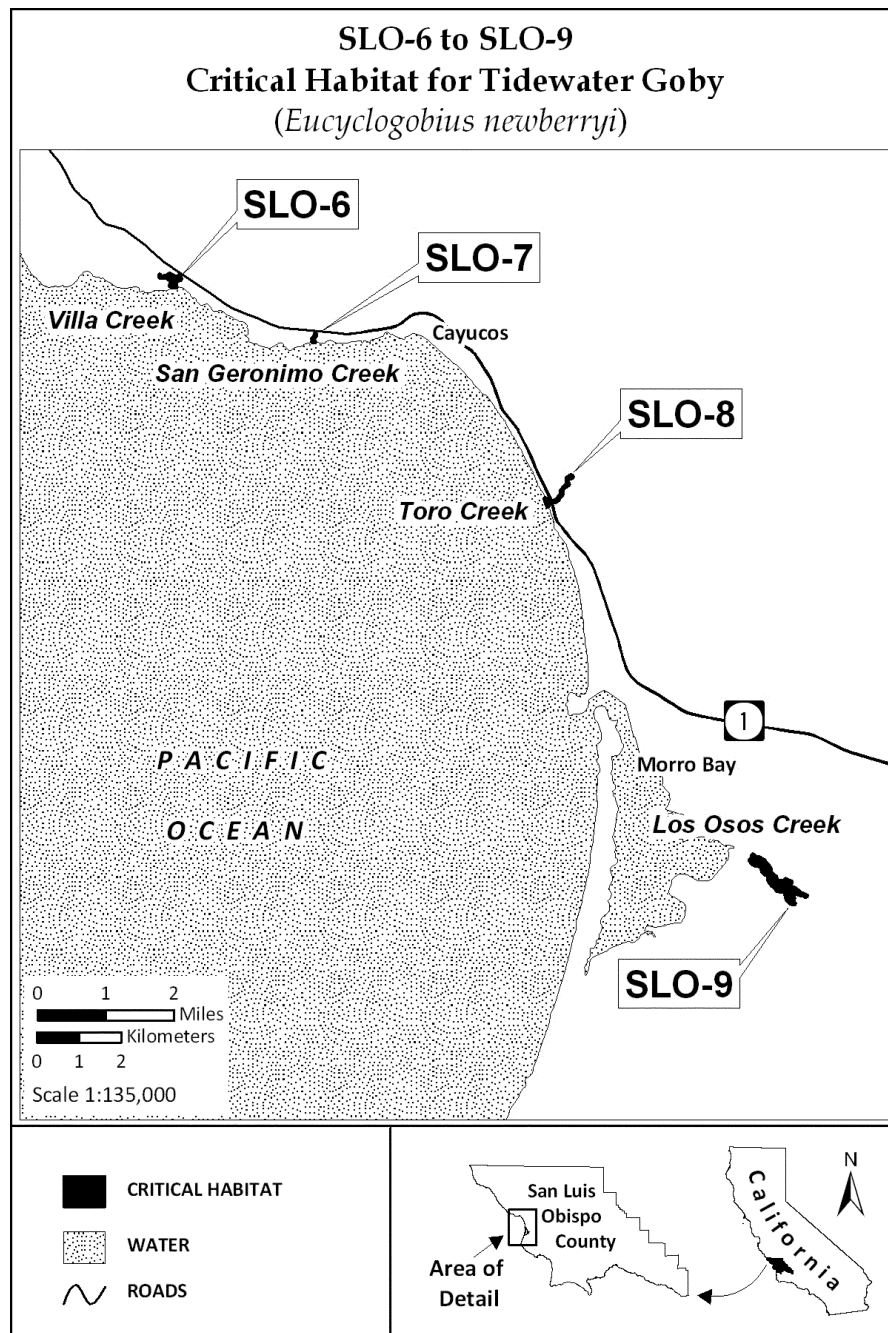 SLO-6 to SLO-9
Critical Habitat for Tidewater Goby
(Eucyclogobius newberryi)
SLO-6
SLO-7
Villa Creek
Cayucos
San Geronimo Creek
SLO-8
Toro Creek
1
PACIFIC
OCEAN
Morro Bay
Los Osos Creek
SLO-9
0 1 2
Miles
Kilometers
0 1 2
Scale 1:135,000
CRITICAL HABITAT
WATER
ROADS
San Luis
Obispo
County
Area of
Detail
California
N